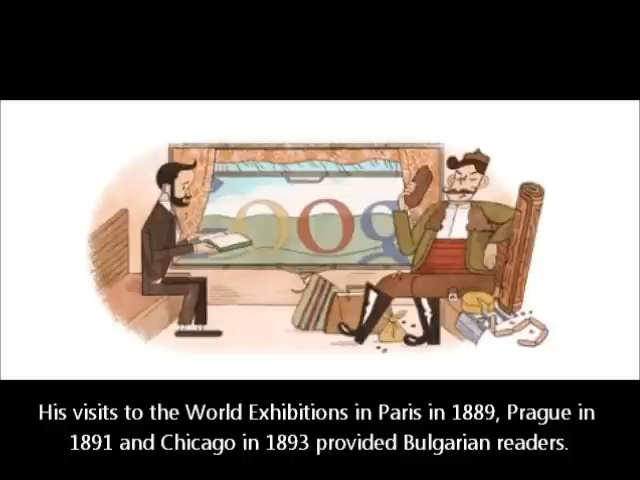 Google
His visits to the World Exhibitions in Paris in 1889, Prague in
1891 and Chicago in 1893 provided Bulgarian readers.